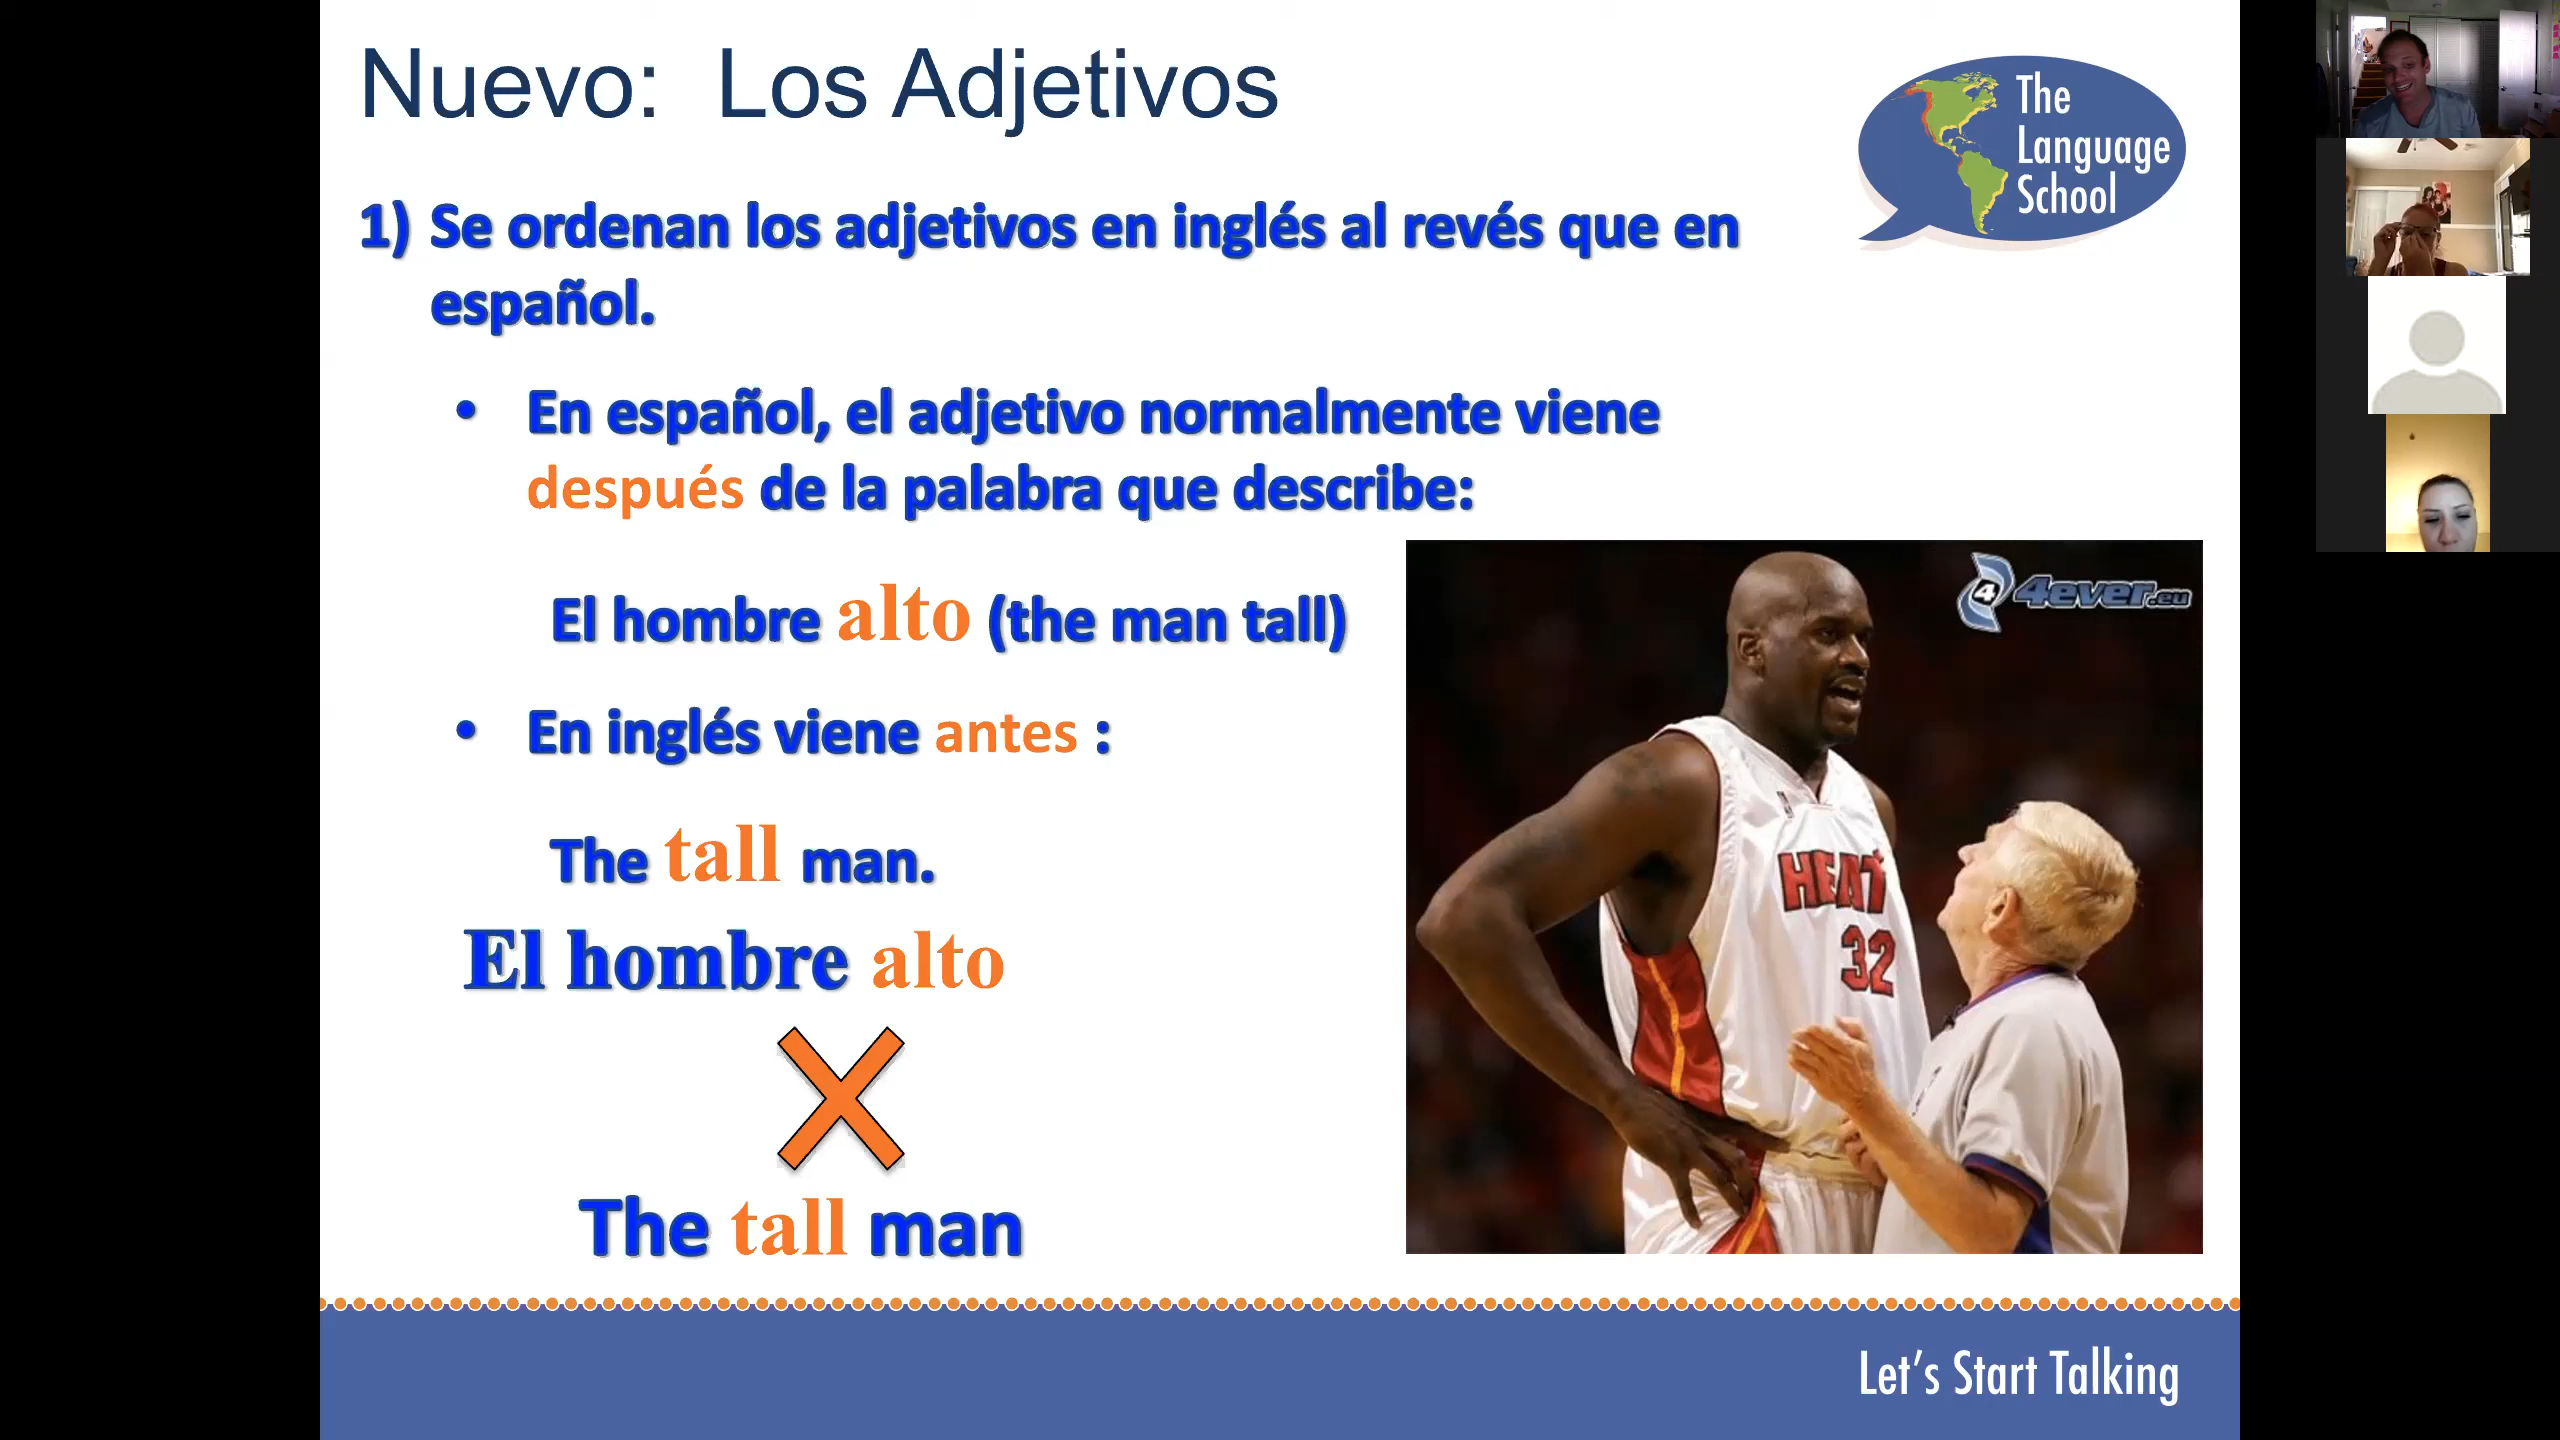 Nuevo: Los Adjetivos
The
Language
School
1) Se ordenan los adjetivos en inglés al revés que en
español.
• En español, el adjetivo normalmente viene
después de la palabra que describe:
El hombre alto (the man tall)
• En inglés viene antes :
The tall man.
El hombre alto
The tall man
4 4ever.eu
HEAT
32
Let's Start Talking